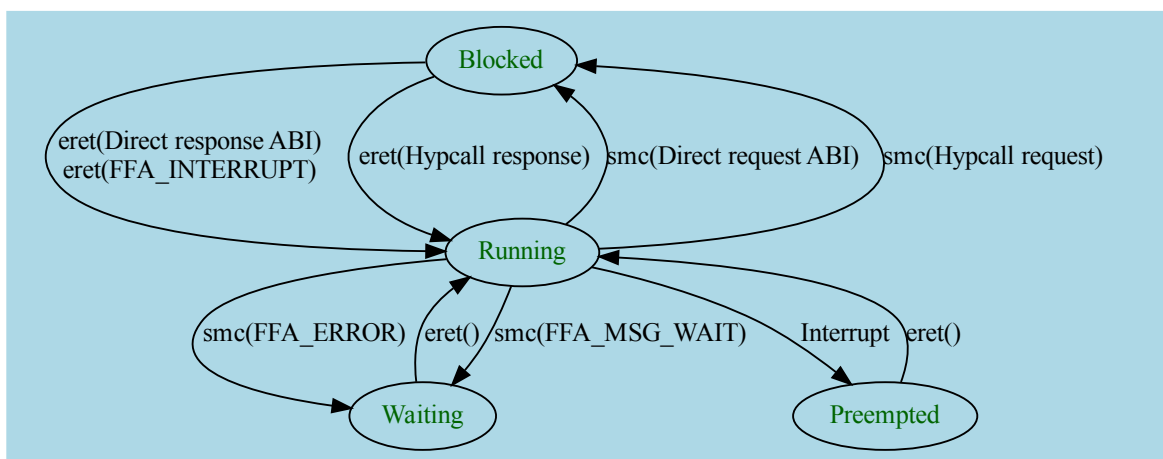 Blocked
eret(Direct response ABI)
eret(FFA_INTERRUPT)
eret(Hypcall response)
smc(Direct request ABI)
smc(Hypcall request)
Running
smc(FFA_ERROR)
eret()
smc(FFA_MSG_WAIT)
Interrupt
eret()
Waiting
Preempted